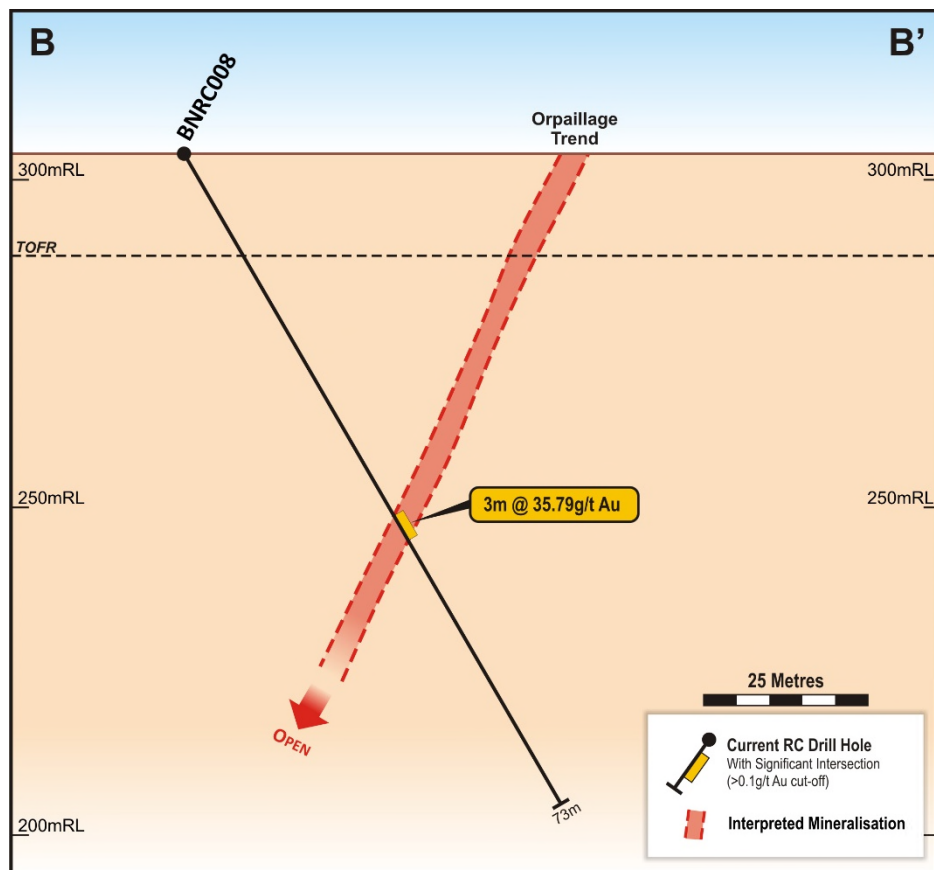 B
B’
BNRC008
Orpaillage
Trend
300mRL
300mRL
TOFR
250mRL
250mRL
3m @ 35.79g/t Au
OPEN
25 Metres
73m
200mRL
Current RC Drill Hole
With Significant Intersection
(>0.1g/t Au cut-off)
Interpreted Mineralisation